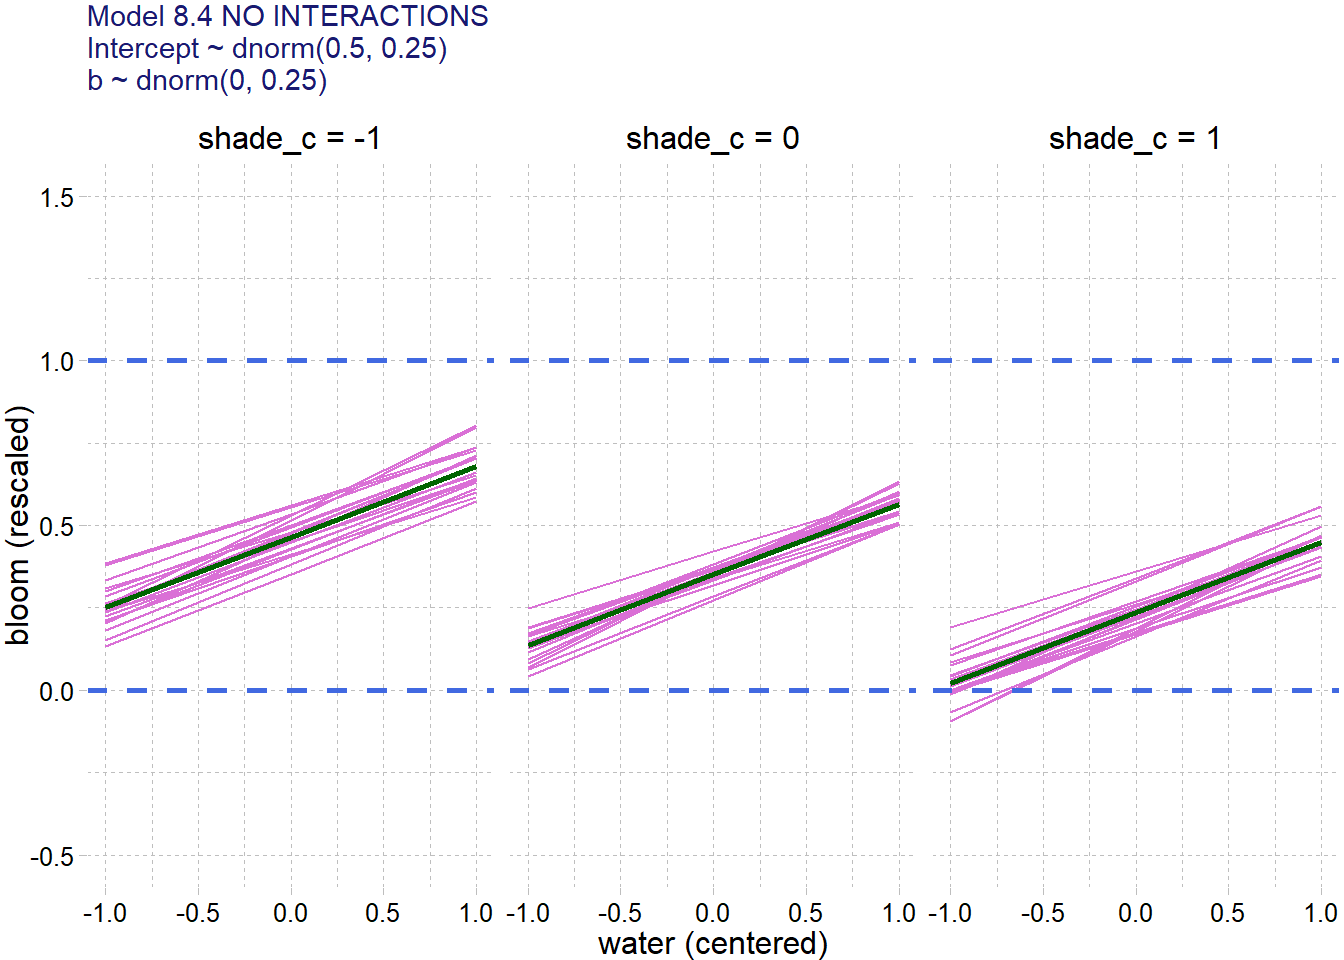 Model 8.4 NO INTERACTIONS
Intercept ~ dnorm(0.5, 0.25)
b ~ dnorm(0, 0.25)
shade_c = -1 shade_c = 0 shade_c = 1
1.5
1.0
0.5
0.0
-0.5
bloom (rescaled)
-1.0 -0.5 0.0 0.5 1.0 -1.0 -0.5 0.0 0.5 1.0 -1.0 -0.5 0.0 0.5 1.0
water (centered)